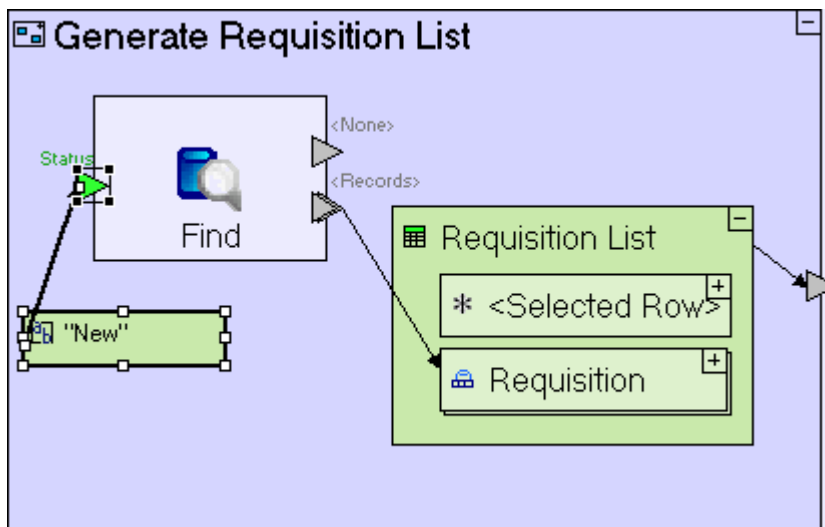 Generate Requisition List
<None>
Status
<Records>
Find
Requisition List
* <Selected Row>
"New"
Requisition